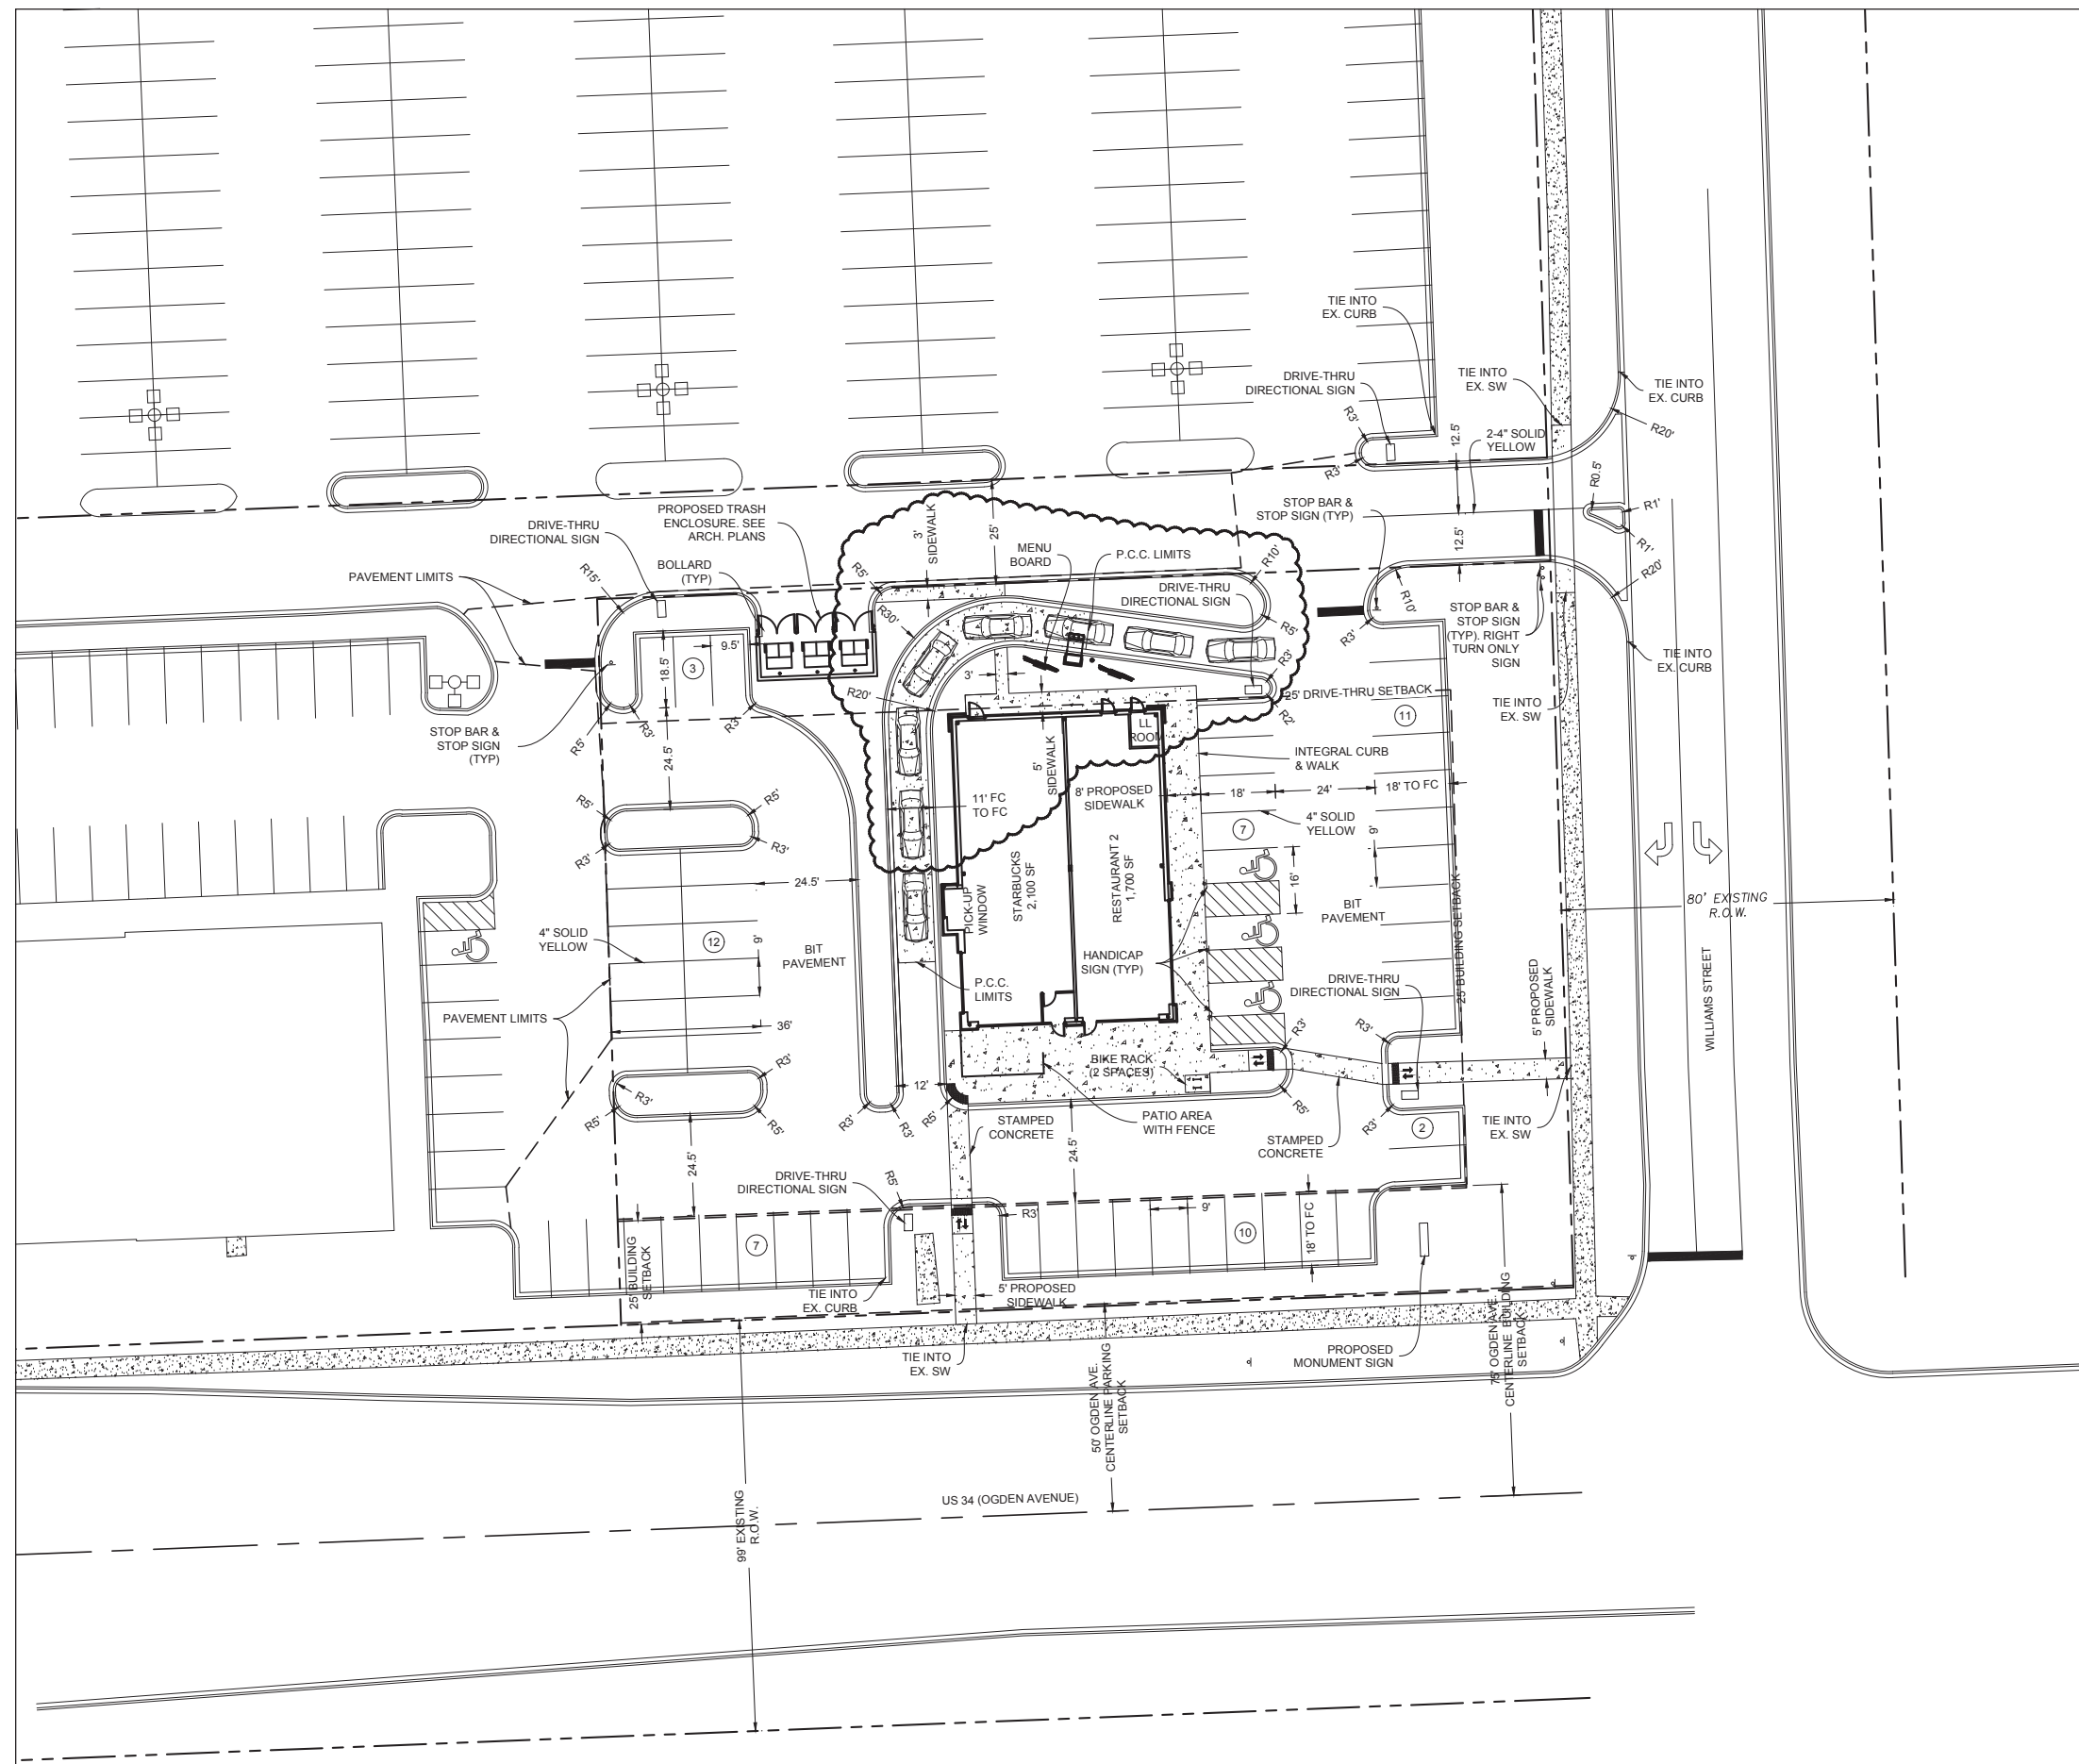 TIE INTO
EX. CURB
DRIVE-THRU
DIRECTIONAL SIGN
TIE INTO
EX. SW
TIE INTO
EX. CURB
R3'
R3'
12.5'
2-4" SOLID
YELLOW
R20'
R0.5'
R1'
R1'
STOP BAR &
STOP SIGN (TYP)
12.5'
R20'
PROPOSED TRASH
ENCLOSURE. SEE
ARCH. PLANS
DRIVE-THRU
DIRECTIONAL SIGN
3'
SIDEWALK
25'
MENU
BOARD
P.C.C. LIMITS
R10'
BOLLARD
(TYP)
R5'
PAVEMENT LIMITS
R15'
DRIVE-THRU
DIRECTIONAL SIGN
R10'
STOP BAR &
STOP SIGN
(TYP). RIGHT
TURN ONLY
SIGN
R30'
R5'
R3'
9.5'
18.5'
3
3'
R3'
TIE INTO
EX. CURB
R20'
25' DRIVE-THRU SETBACK
R2'
11
TIE INTO
EX. SW
STOP BAR &
STOP SIGN
(TYP)
R5'
R3'
R3'
24.5'
LL
ROOM
5'
SIDEWALK
INTEGRAL CURB
& WALK
R5'
R5'
11' FC
TO FC
8' PROPOSED
SIDEWALK
18'
24'
18' TO FC
4" SOLID
YELLOW
7
9'
R3'
R3'
24.5'
16'
PICK-UP
WINDOW
STARBUCKS
2,100 SF
RESTAURANT 2
1,700 SF
BIT
PAVEMENT
25' BUILDING SETBACK
80' EXISTING
R.O.W.
4" SOLID
YELLOW
12
9'
BIT
PAVEMENT
HANDICAP
SIGN (TYP)
P.C.C.
LIMITS
DRIVE-THRU
DIRECTIONAL SIGN
5' PROPOSED
SIDEWALK
WILLIAMS STREET
PAVEMENT LIMITS
36'
R3'
R3'
R3'
BIKE RACK
(2 SPACES)
R3'
R5'
R5'
12'
R3'
R3'
R5'
STAMPED
CONCRETE
PATIO AREA
WITH FENCE
R5'
R3'
2
TIE INTO
EX. SW
STAMPED
CONCRETE
24.5'
24.5'
DRIVE-THRU
DIRECTIONAL SIGN
R5'
R3'
9'
18' TO FC
7
10
25' BUILDING
SETBACK
TIE INTO
EX. CURB
5' PROPOSED
SIDEWALK
TIE INTO
EX. SW
PROPOSED
MONUMENT SIGN
50' OGDEN AVE.
CENTERLINE PARKING
SETBACK
75' OGDEN AVE.
CENTERLINE BUILDING
SETBACK
US 34 (OGDEN AVENUE)
99' EXISTING
R.O.W.